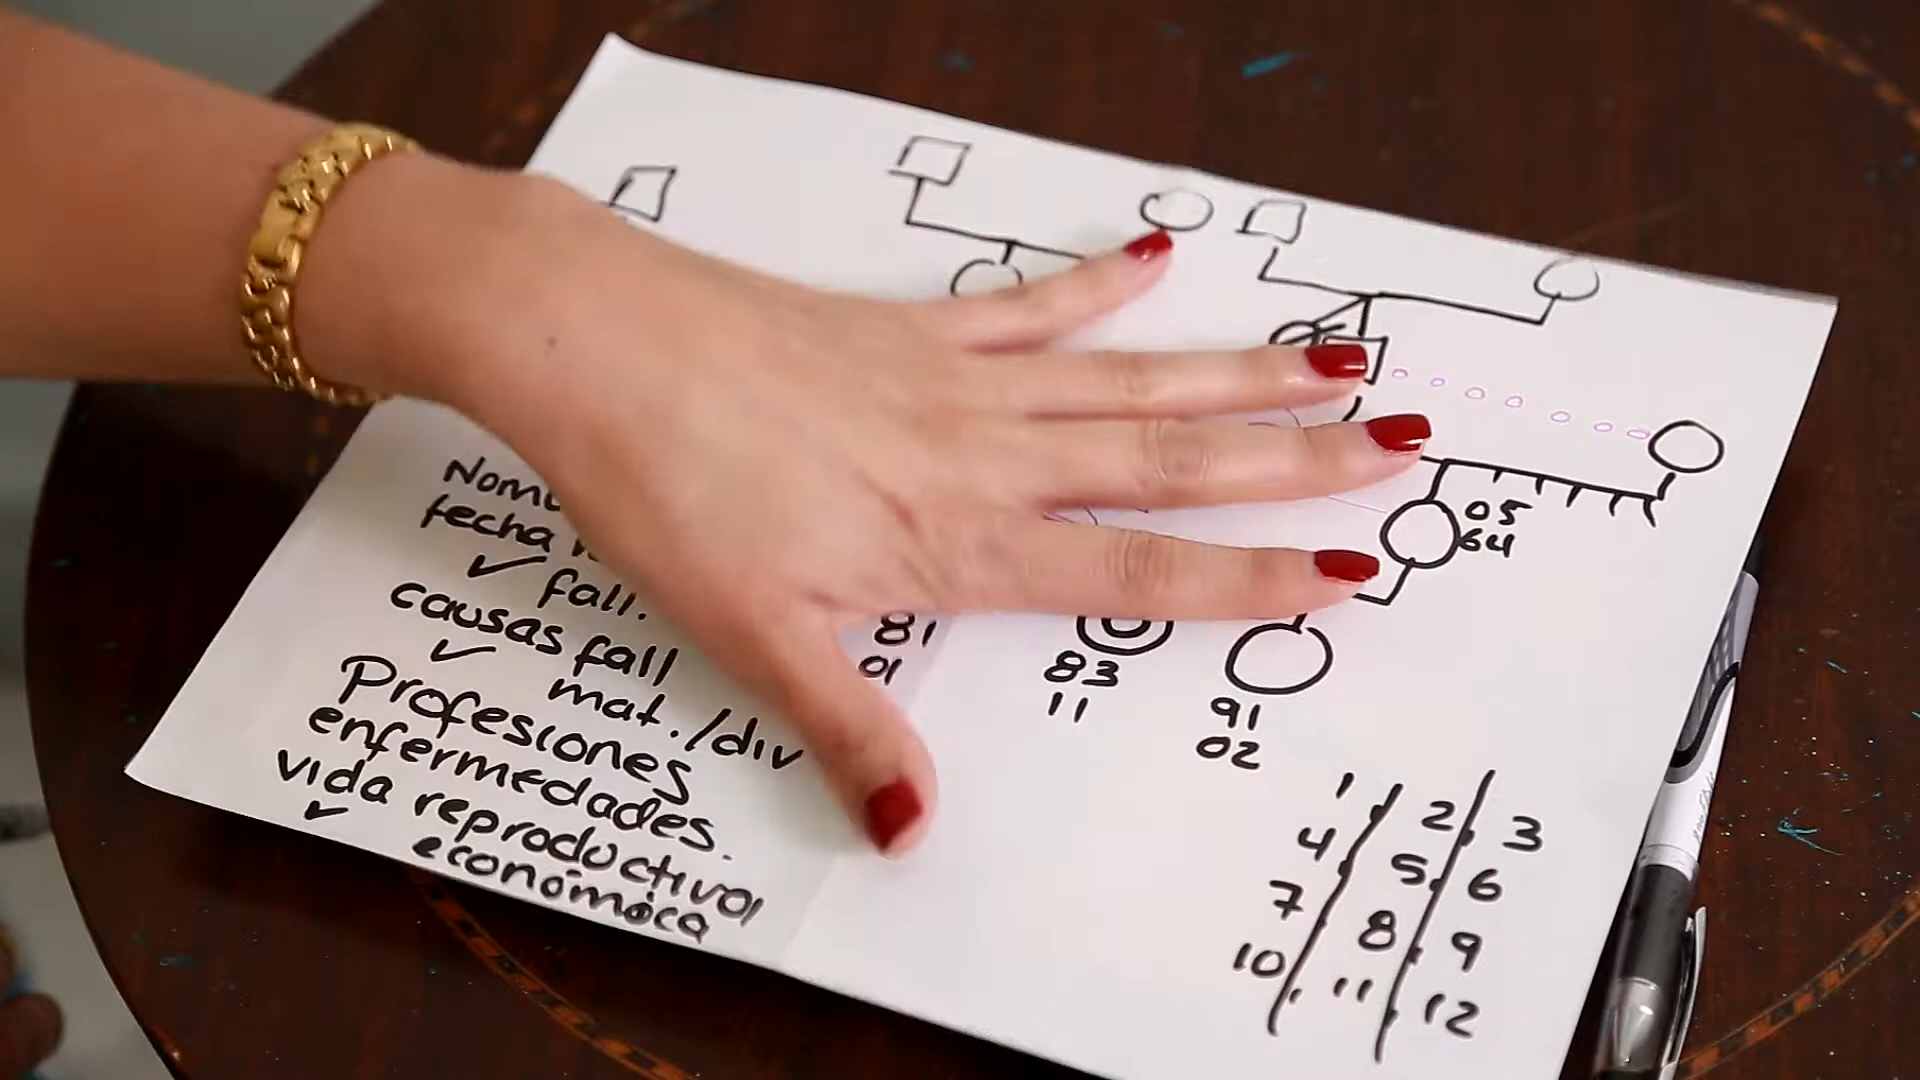 fecha
fall.
causas fall
mat./div
Profesiones
enfermedades.
vida reproductiva
económica
05
64
81
01
83
11
91
02
1 2 3
4 5 6
7 8 9
10 11 12